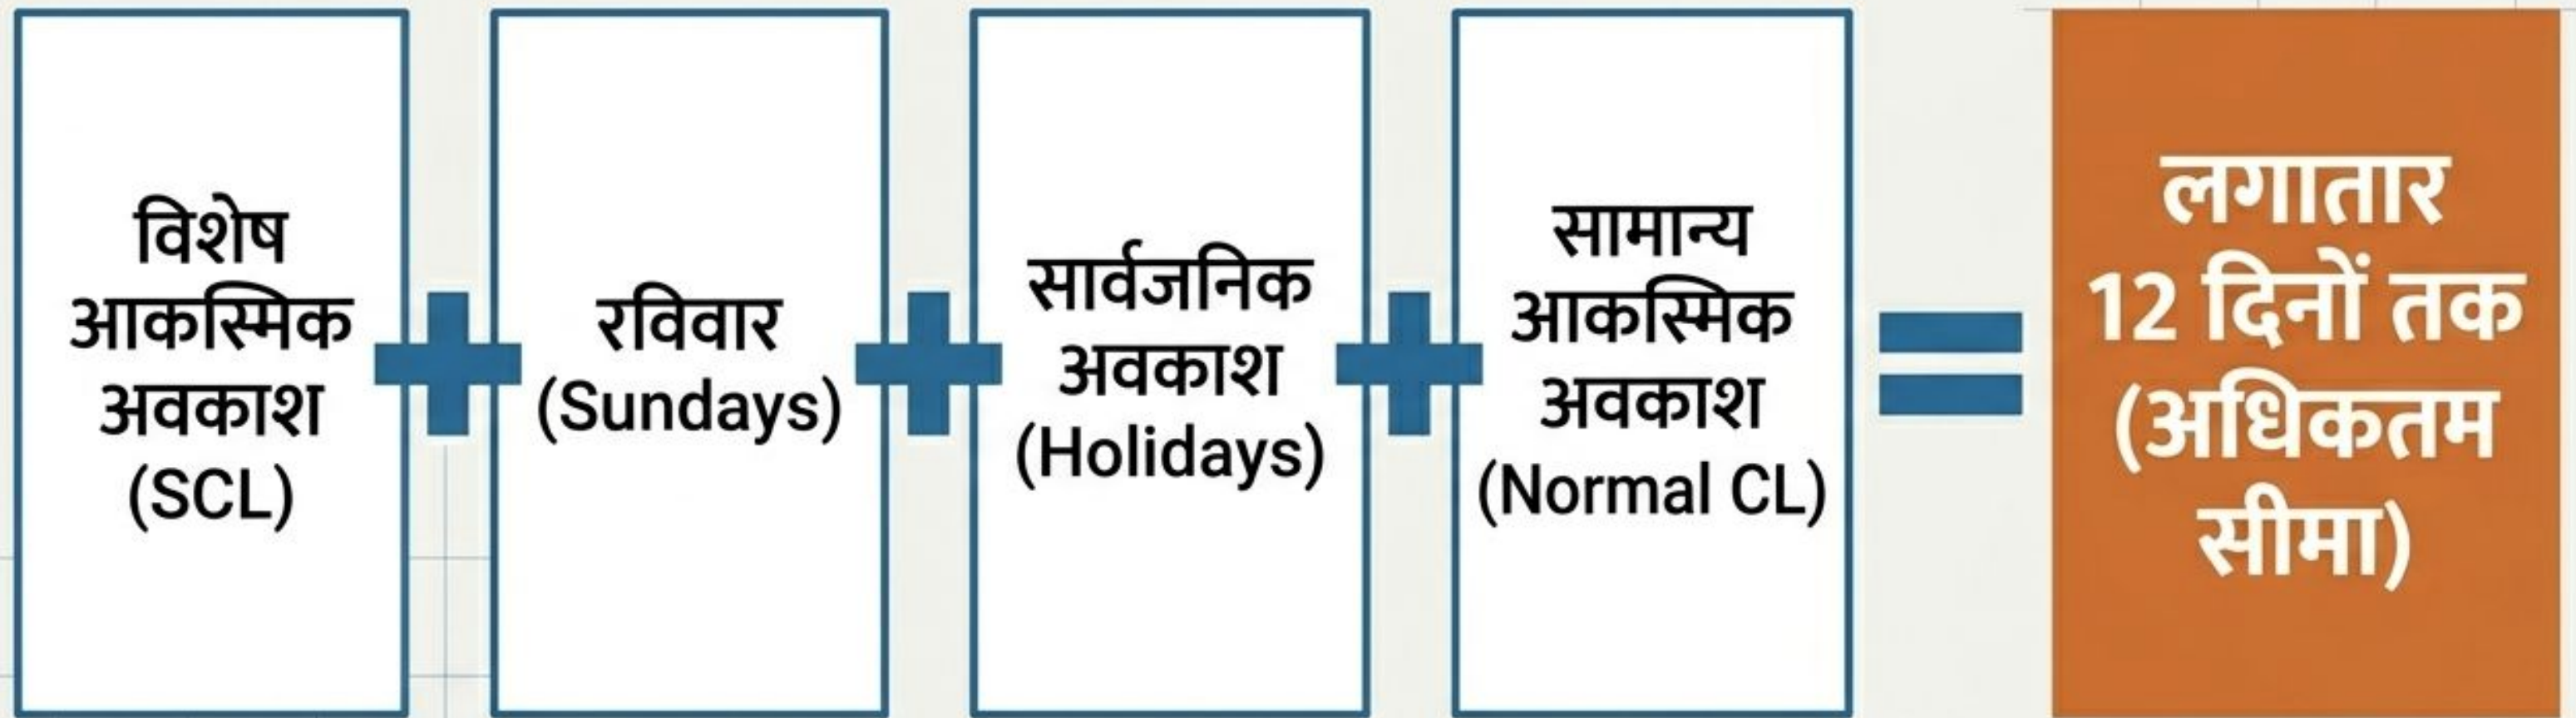 विशेष
आकस्मिक
अवकाश
(SCL)
रविवार
(Sundays)
सार्वजनिक
अवकाश
(Holidays)
सामान्य
आकस्मिक
अवकाश
(Normal CL)
लगातार
12 दिनों तक
(अधिकतम
सीमा)